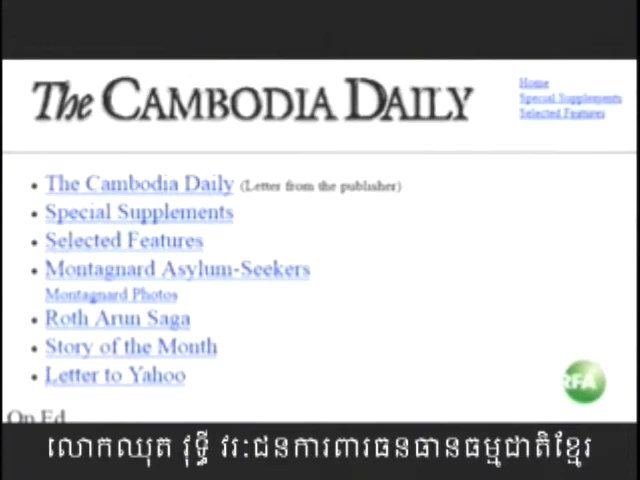 The CAMBODIA DAILY
Home
Special Supplements
Selected Features
• The Cambodia Daily (Letter from the publisher)
• Special Supplements
• Selected Features
• Montagnard Asylum-Seekers
Montagnard Photos
• Roth Arun Saga
• Story of the Month
• Letter to Yahoo
RFA
Op Ed
លោកឈុត វុទ្ធី វរៈជនការពារធនធានធម្មជាតិខ្មែរ